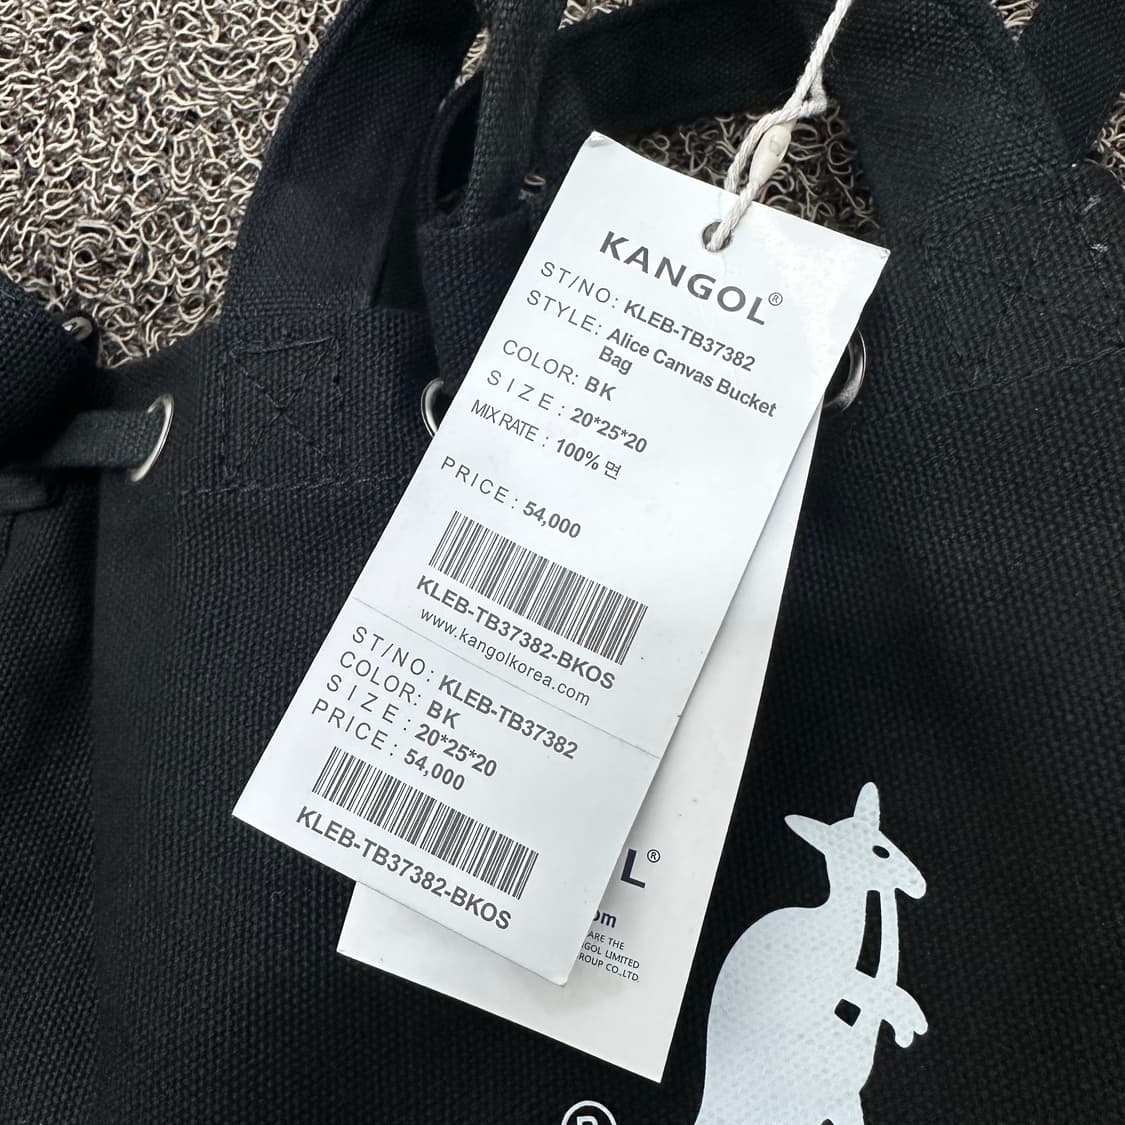 KANGOL®
ST/NO: KLEB-TB37382
STYLE: Alice Canvas Bucket
Bag
COLOR: BK
SIZE: 20*25*20
MIX RATE : 100% 면
PRICE: 54,000
KLEB-TB37382-BKOS
www.kangolkorea.com
ST/NO: KLEB-TB37382
COLOR: BK
SIZE: 20*25*20
PRICE: 54,000
KLEB-TB37382-BKOS
L®
om
ARE THE
GOL LIMITED
ROUP CO.,LTD.